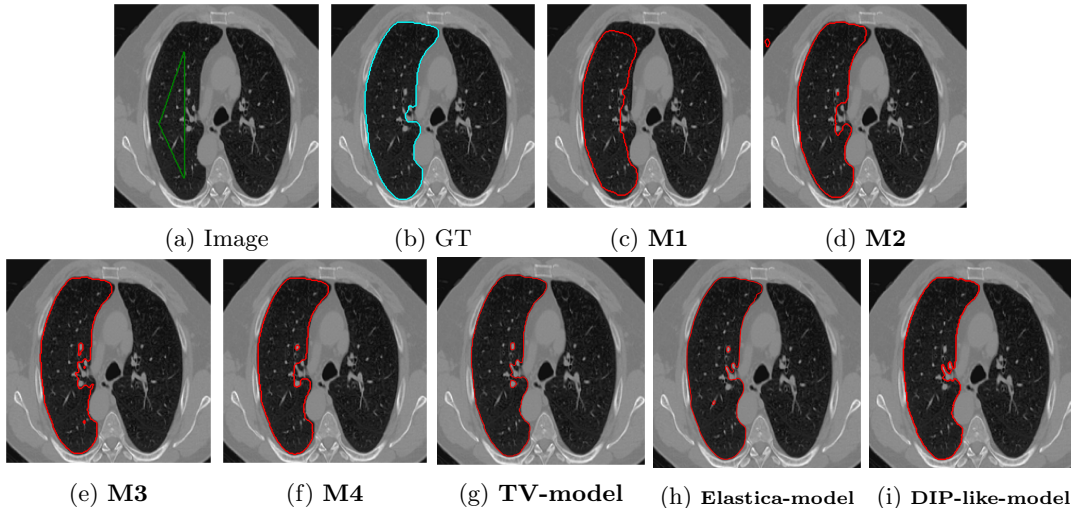 (a) Image (b) GT (c) M1 (d) M2
(e) M3 (f) M4 (g) TV-model (h) Elastica-model (i) DIP-like-model